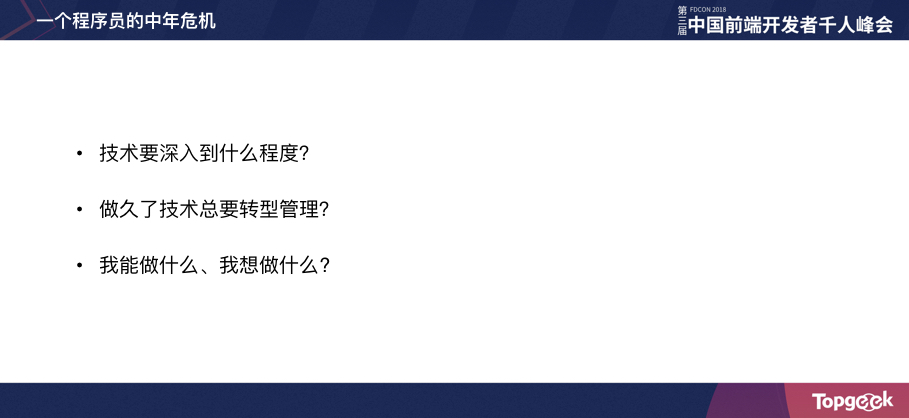 一个程序员的中年危机
第三届
FDCON 2018
中国前端开发者千人峰会
• 技术要深入到什么程度?
• 做久了技术总要转型管理?
• 我能做什么、我想做什么?
Topgeek